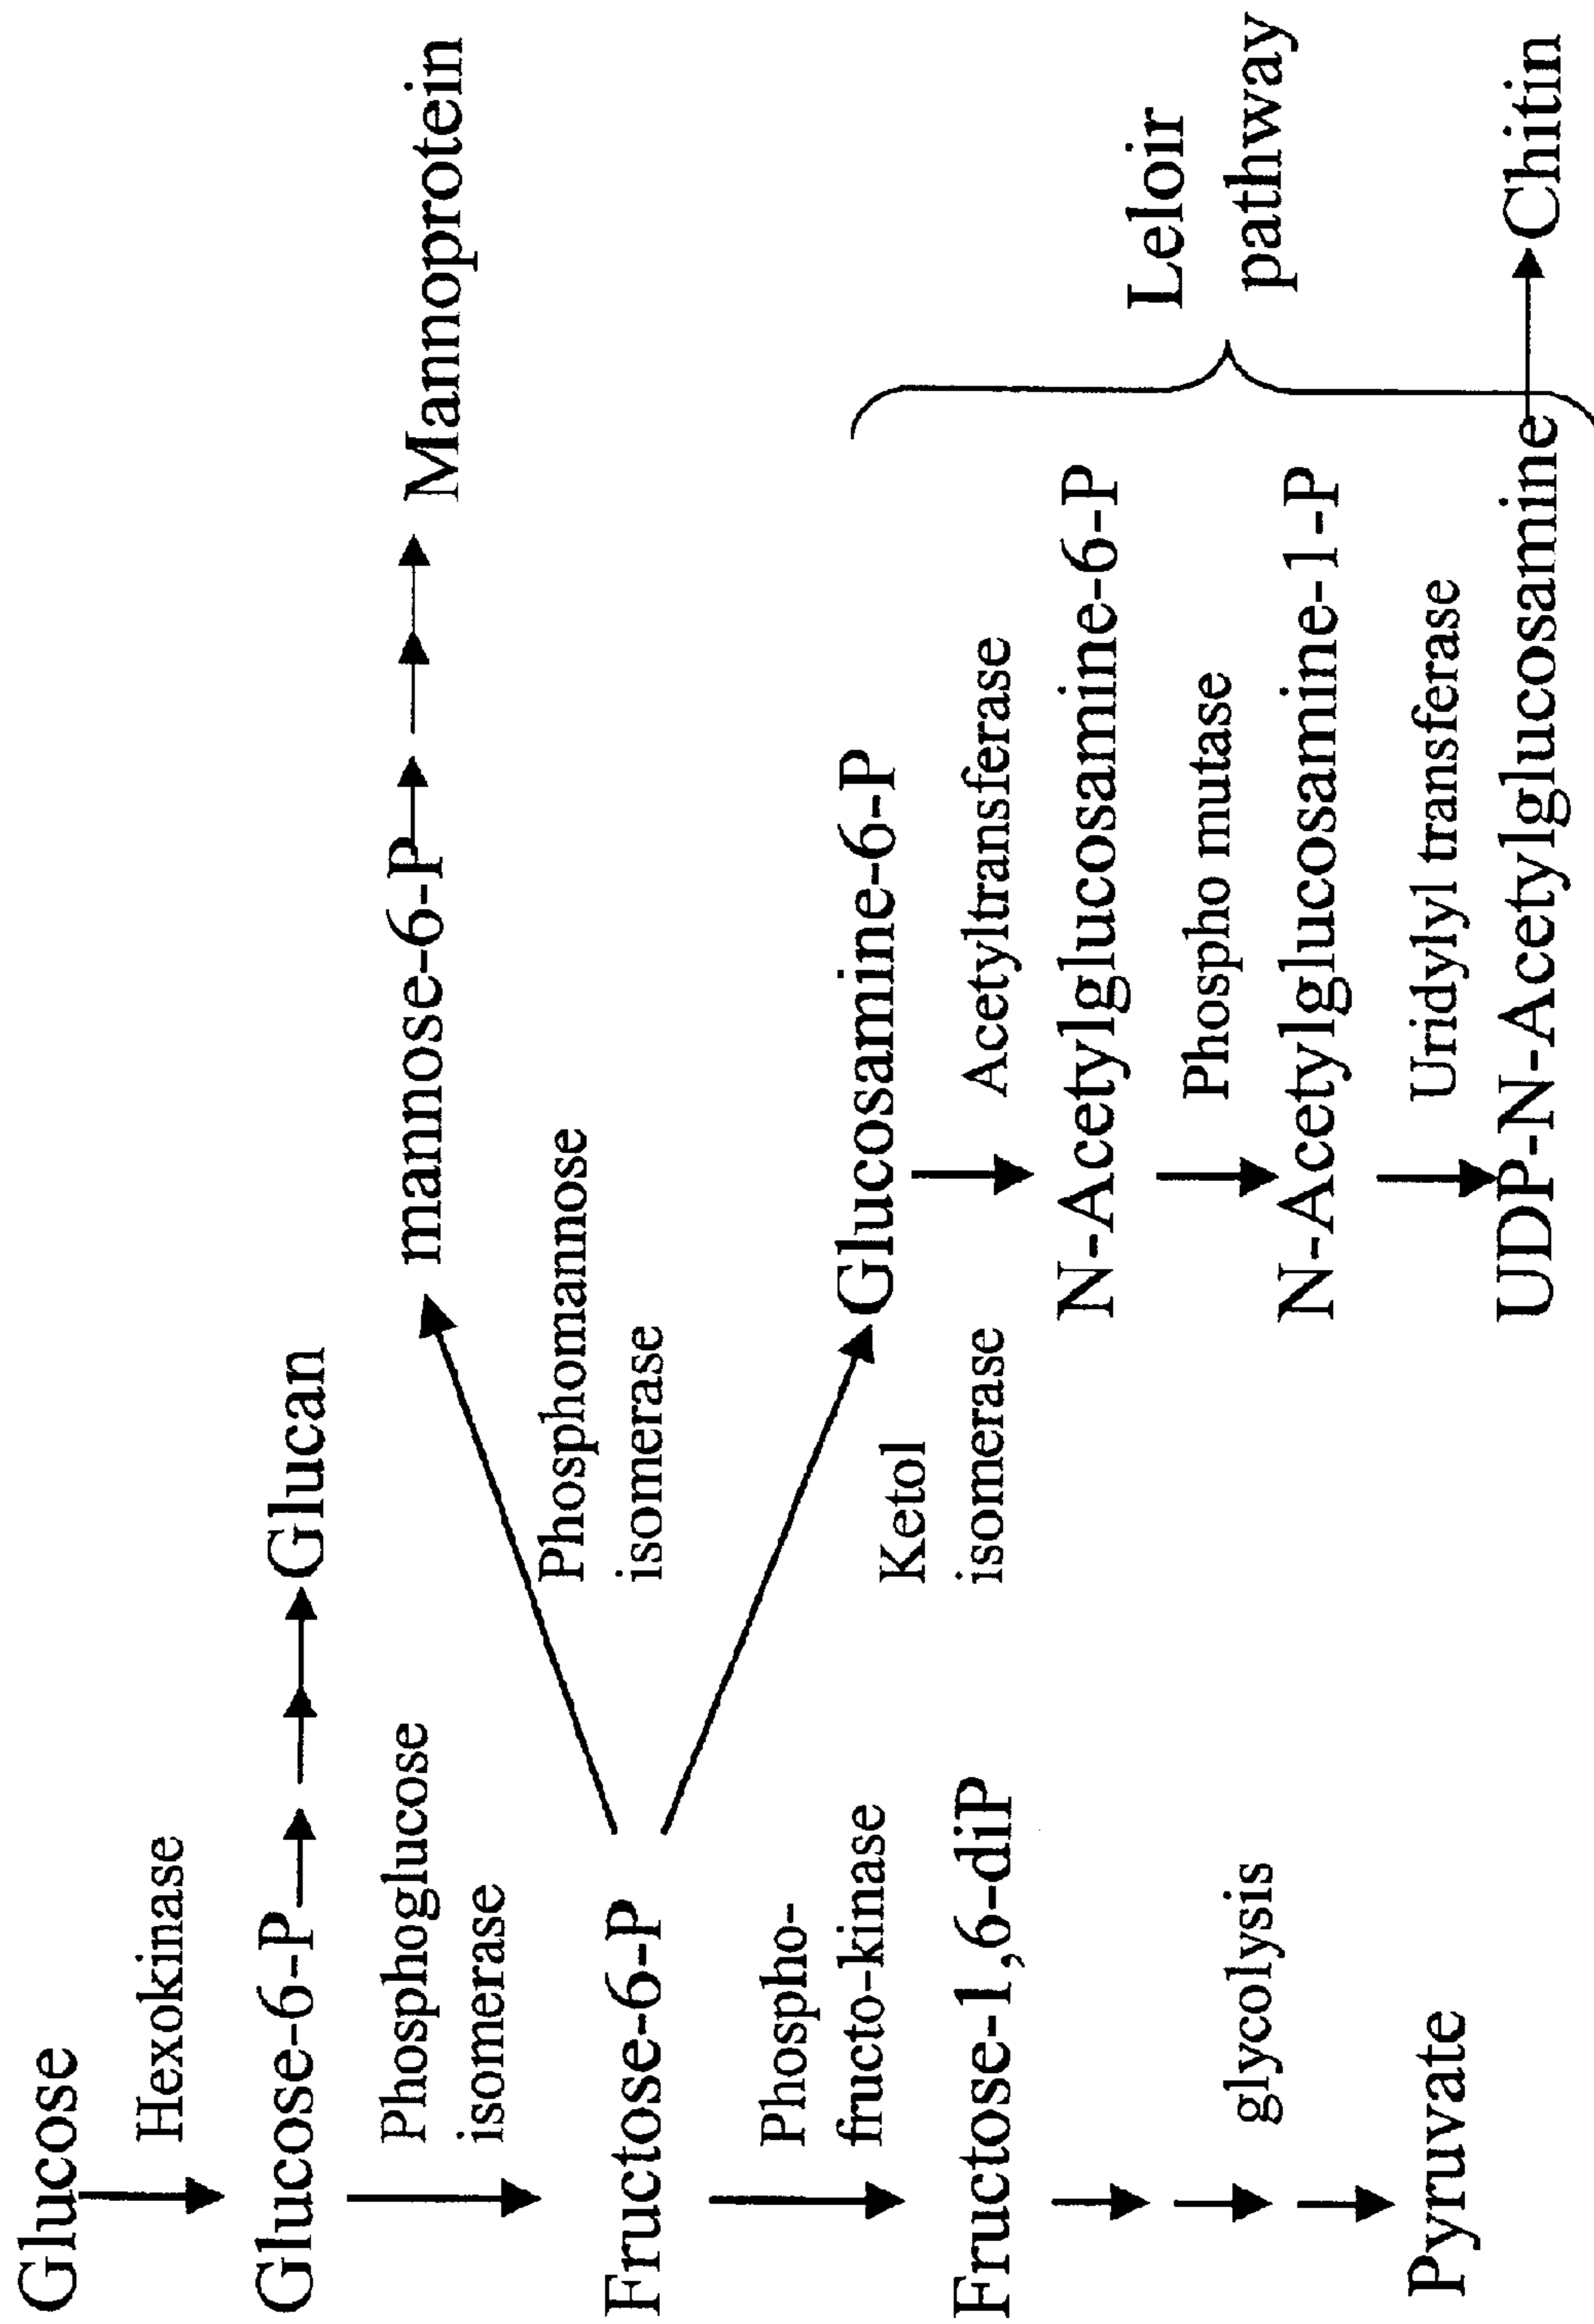 Glucose
Hexokinase
Glucose-6-P
Glucan
Phosphoglucose
isomerase
mannose-6-P
Mannoprotein
Phosphomannose
isomerase
Fructose-6-P
Phospho-
fructo-kinase
Ketol
isomerase
Glucosamine-6-P
Acetyltransferase
Fructose-1,6-diP
N-Acetylglucosamine-6-P
Leloir
pathway
Phospho mutase
glycolysis
N-Acetylglucosamine-1-P
Uridylyl transferase
Pyruvate
UDP-N-Acetylglucosamine
Chitin